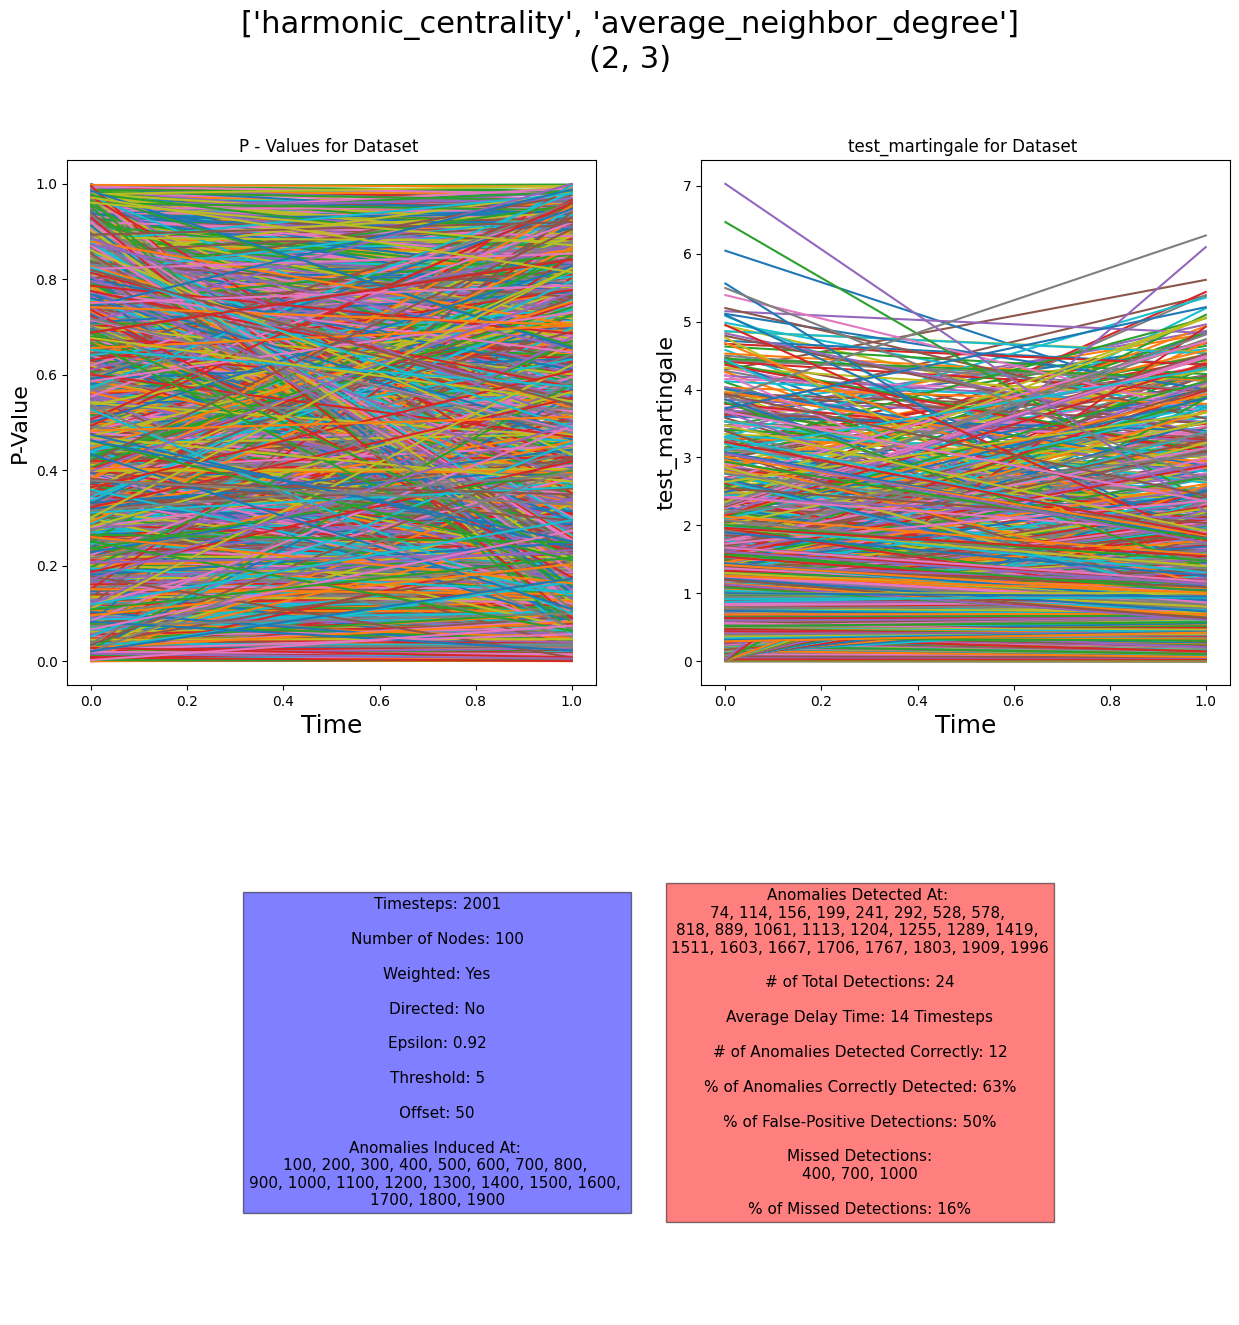 ['harmonic_centrality', 'average_neighbor_degree']
(2, 3)
P - Values for Dataset
1.0
0.8
0.6
0.4
0.2
0.0
P-Value
0.0 0.2 0.4 0.6 0.8 1.0
Time
test_martingale for Dataset
7
6
5
4
3
2
1
0
test_martingale
0.0 0.2 0.4 0.6 0.8 1.0
Time
Timesteps: 2001
Number of Nodes: 100
Weighted: Yes
Directed: No
Epsilon: 0.92
Threshold: 5
Offset: 50
Anomalies Induced At:
100, 200, 300, 400, 500, 600, 700, 800,
900, 1000, 1100, 1200, 1300, 1400, 1500, 1600,
1700, 1800, 1900
Anomalies Detected At:
74, 114, 156, 199, 241, 292, 528, 578,
818, 889, 1061, 1113, 1204, 1255, 1289, 1419,
1511, 1603, 1667, 1706, 1767, 1803, 1909, 1996
# of Total Detections: 24
Average Delay Time: 14 Timesteps
# of Anomalies Detected Correctly: 12
% of Anomalies Correctly Detected: 63%
% of False-Positive Detections: 50%
Missed Detections:
400, 700, 1000
% of Missed Detections: 16%